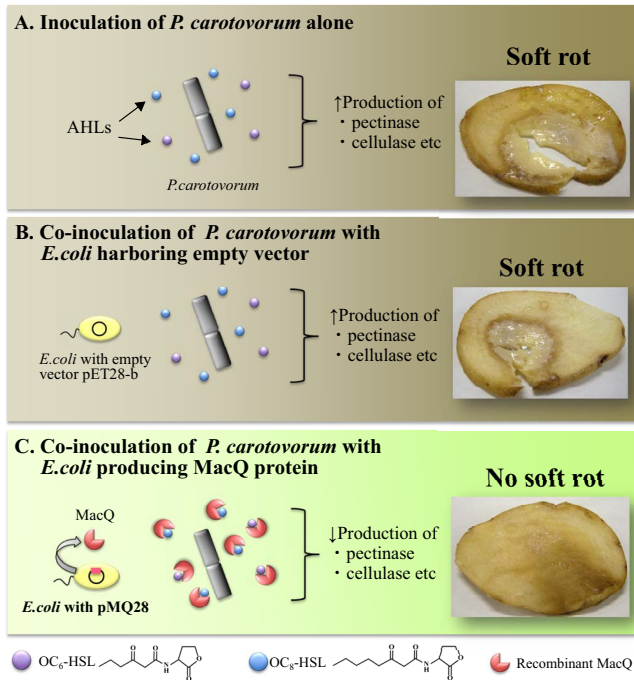 A. Inoculation of P. carotovorum alone
Soft rot
AHLs
P.carotovorum
↑Production of
・pectinase
・cellulase etc
B. Co-inoculation of P. carotovorum with
E.coli harboring empty vector
Soft rot
E.coli with empty
vector pET28-b
↑Production of
・pectinase
・cellulase etc
C. Co-inoculation of P. carotovorum with
E.coli producing MacQ protein
No soft rot
MacQ
E.coli with pMQ28
↓Production of
・pectinase
・cellulase etc
OC6-HSL
O O N H O O
OC8-HSL
O O N H O O
Recombinant MacQ